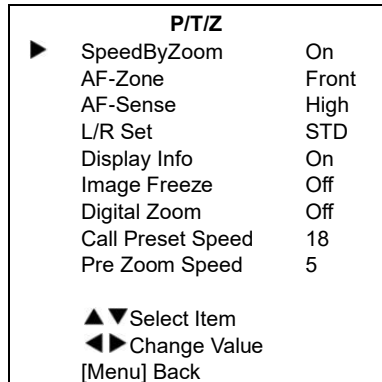 P/T/Z
▶ SpeedByZoom On
AF-Zone Front
AF-Sense High
L/R Set STD
Display Info On
Image Freeze Off
Digital Zoom Off
Call Preset Speed 18
Pre Zoom Speed 5
▲▼Select Item
◀▶Change Value
[Menu] Back